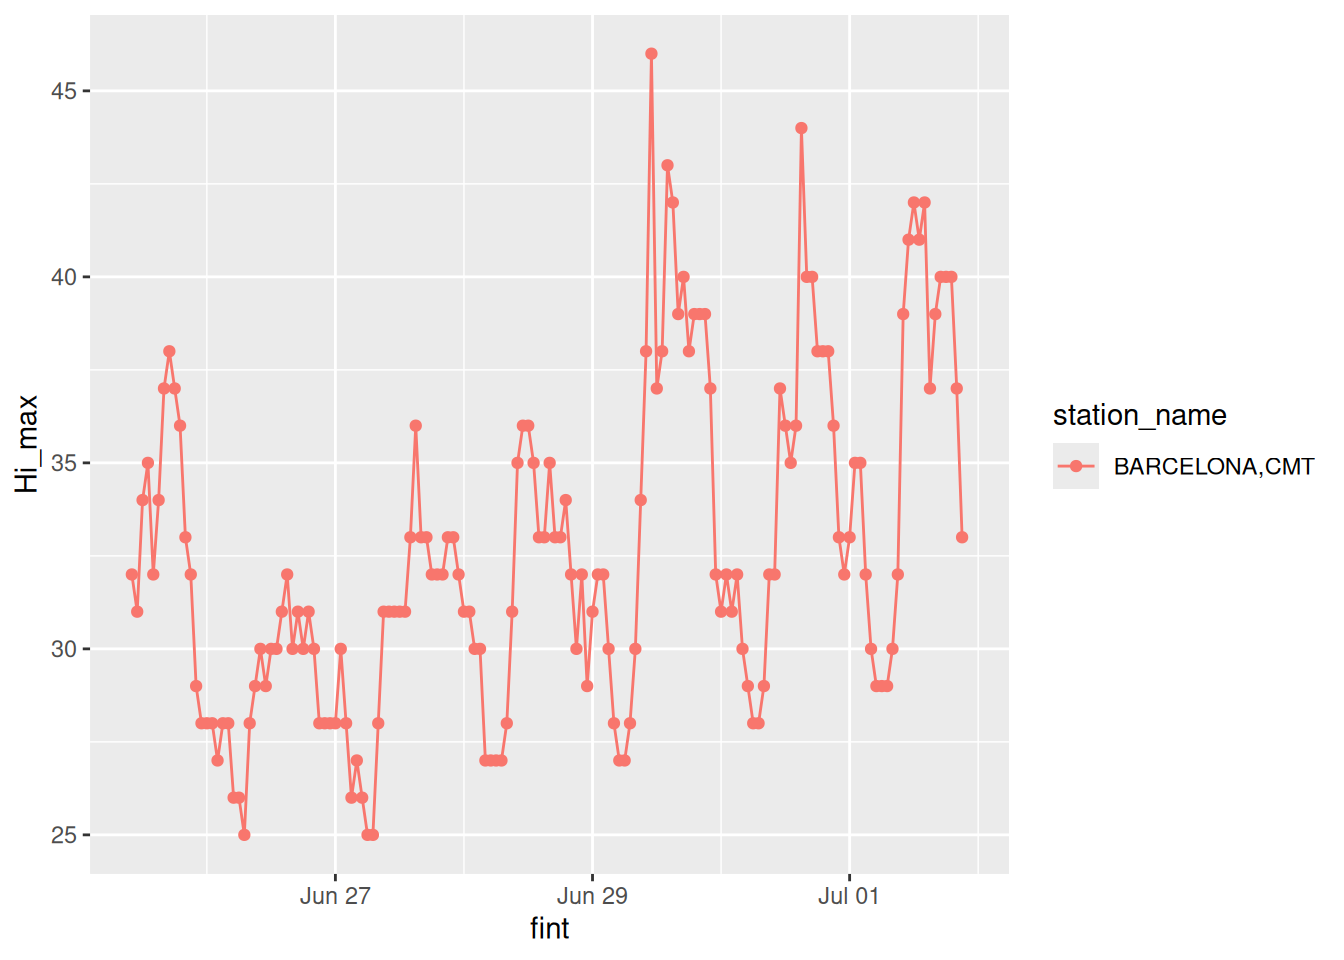 45
40
35
30
25
Hi_max
Jun 27
Jun 29
Jul 01
fint
station_name
BARCELONA,CMT